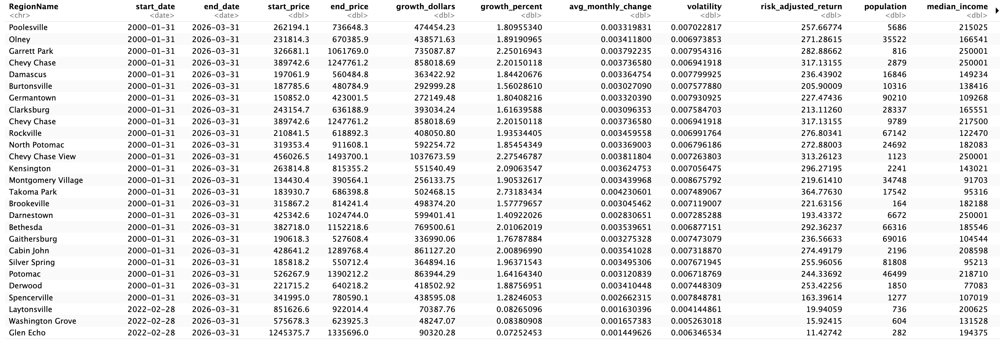 RegionName start_date end_date start_price end_price growth_dollars growth_percent avg_monthly_change volatility risk_adjusted_return population median_income
<chr> <date> <date> <dbl> <dbl> <dbl> <dbl> <dbl> <dbl> <dbl> <dbl> <dbl>
Poolesville 2000-01-31 2026-03-31 262194.1 736648.3 474454.23 1.80955340 0.003319831 0.007022817 257.66774 5686 215025
Olney 2000-01-31 2026-03-31 231814.3 670385.9 438571.63 1.89190965 0.003411800 0.006973853 271.28615 35522 166541
Garrett Park 2000-01-31 2026-03-31 326681.1 1061769.0 735087.87 2.25016943 0.003792235 0.007954316 282.88662 816 250001
Chevy Chase 2000-01-31 2026-03-31 389742.6 1247761.2 858018.69 2.20150118 0.003736580 0.006941918 317.13155 2879 250001
Damascus 2000-01-31 2026-03-31 197061.9 560484.8 363422.92 1.84420676 0.003364754 0.007799925 236.43902 16846 149234
Burtonsville 2000-01-31 2026-03-31 187785.6 480784.9 292999.28 1.56028610 0.003027090 0.007577880 205.90009 10316 138416
Germantown 2000-01-31 2026-03-31 150852.0 423001.5 272149.48 1.80408216 0.003320390 0.007930925 227.47436 90210 109268
Clarksburg 2000-01-31 2026-03-31 243154.7 636188.9 393034.24 1.61639588 0.003096353 0.007584703 213.11260 28337 165551
Chevy Chase 2000-01-31 2026-03-31 389742.6 1247761.2 858018.69 2.20150118 0.003736580 0.006941918 317.13155 9789 217500
Rockville 2000-01-31 2026-03-31 210841.5 618892.3 408050.80 1.93534405 0.003459558 0.006991764 276.80341 67142 122470
North Potomac 2000-01-31 2026-03-31 319353.4 911608.1 592254.72 1.85454349 0.003369003 0.006796186 272.88003 24692 182083
Chevy Chase View 2000-01-31 2026-03-31 456026.5 1493700.1 1037673.59 2.27546787 0.003811804 0.007263803 313.26123 1123 250001
Kensington 2000-01-31 2026-03-31 263814.8 815355.2 551540.49 2.09063547 0.003624753 0.007056475 296.27195 2241 143021
Montgomery Village 2000-01-31 2026-03-31 134430.4 390564.1 256133.75 1.90532617 0.003439968 0.008675792 219.61410 34748 91703
Takoma Park 2000-01-31 2026-03-31 183930.7 686398.8 502468.15 2.73183434 0.004230601 0.007489067 364.77630 17542 95316
Brookeville 2000-01-31 2026-03-31 315867.2 814241.4 498374.20 1.57779657 0.003045462 0.007119007 221.63156 164 182188
Darnestown 2000-01-31 2026-03-31 425342.6 1024744.0 599401.41 1.40922026 0.002830651 0.007285288 193.43372 6672 250001
Bethesda 2000-01-31 2026-03-31 382718.0 1152218.6 769500.61 2.01062019 0.003539651 0.006877151 292.36237 66316 185546
Gaithersburg 2000-01-31 2026-03-31 190618.3 527608.4 336990.06 1.76787884 0.003275328 0.007473079 236.56633 69016 104544
Cabin John 2000-01-31 2026-03-31 428641.2 1289768.4 861127.20 2.00896990 0.003541028 0.007318870 274.49179 2196 208598
Silver Spring 2000-01-31 2026-03-31 185818.2 550712.4 364894.16 1.96371543 0.003495306 0.007671945 255.96056 81808 95213
Potomac 2000-01-31 2026-03-31 526267.9 1390212.2 863944.29 1.64164340 0.003120839 0.006718769 244.33692 46499 218710
Derwood 2000-01-31 2026-03-31 221715.2 640218.2 418502.92 1.88756951 0.003410448 0.007448309 253.42256 1850 77083
Spencerville 2000-01-31 2026-03-31 341995.0 780590.1 438595.08 1.28246053 0.002662315 0.007848781 163.39614 1277 107019
Laytonsville 2022-02-28 2026-03-31 851626.6 922014.4 70387.76 0.08265096 0.001630396 0.004144861 19.94059 736 200625
Washington Grove 2022-02-28 2026-03-31 575678.3 623925.3 48247.07 0.08380908 0.001657383 0.005263018 15.92415 604 131528
Glen Echo 2022-02-28 2026-03-31 1245375.7 1335696.0 90320.28 0.07252453 0.001449626 0.006346534 11.42742 282 194375